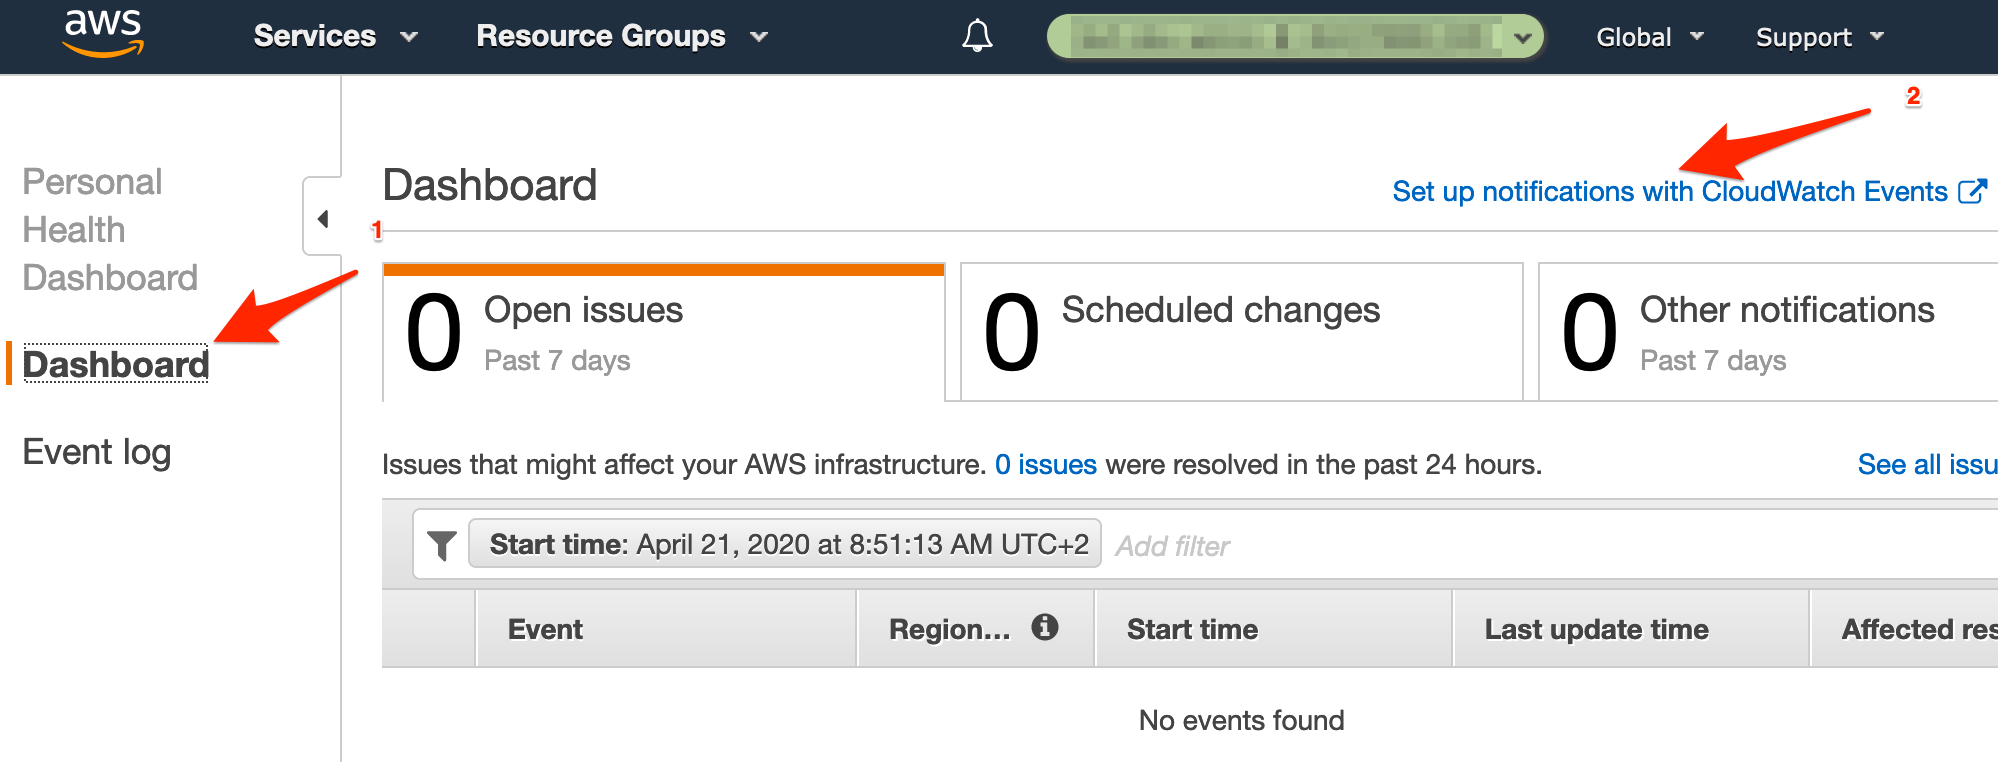 aws
Services
Resource Groups
Global
Support
2
Personal
Health
Dashboard
Dashboard
Event log
Dashboard
Set up notifications with CloudWatch Events
1
0 Open issues
Past 7 days
0 Scheduled changes
0 Other notifications
Past 7 days
Issues that might affect your AWS infrastructure. 0 issues were resolved in the past 24 hours.
See all issu
Start time: April 21, 2020 at 8:51:13 AM UTC+2
Add filter
Event
Region...
Start time
Last update time
Affected res
No events found